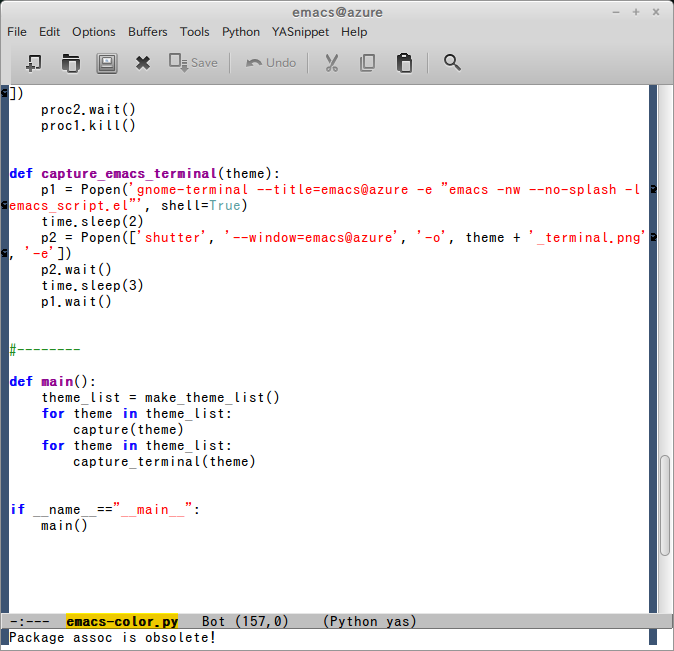 emacs@azure
File Edit Options Buffers Tools Python YASnippet Help
Save Undo
])
    proc2.wait()
    proc1.kill()
def capture_emacs_terminal(theme):
    p1 = Popen('gnome-terminal --title=emacs@azure -e "emacs -nw --no-splash -l
emacs_script.el"', shell=True)
    time.sleep(2)
    p2 = Popen(['shutter', '--window=emacs@azure', '-o', theme + '_terminal.png'
, '-e'])
    p2.wait()
    time.sleep(3)
    p1.wait()
#--------
def main():
    theme_list = make_theme_list()
    for theme in theme_list:
        capture(theme)
    for theme in theme_list:
        capture_terminal(theme)
if __name__=="__main__":
    main()
-:--- emacs-color.py Bot (157,0) (Python yas)
Package assoc is obsolete!